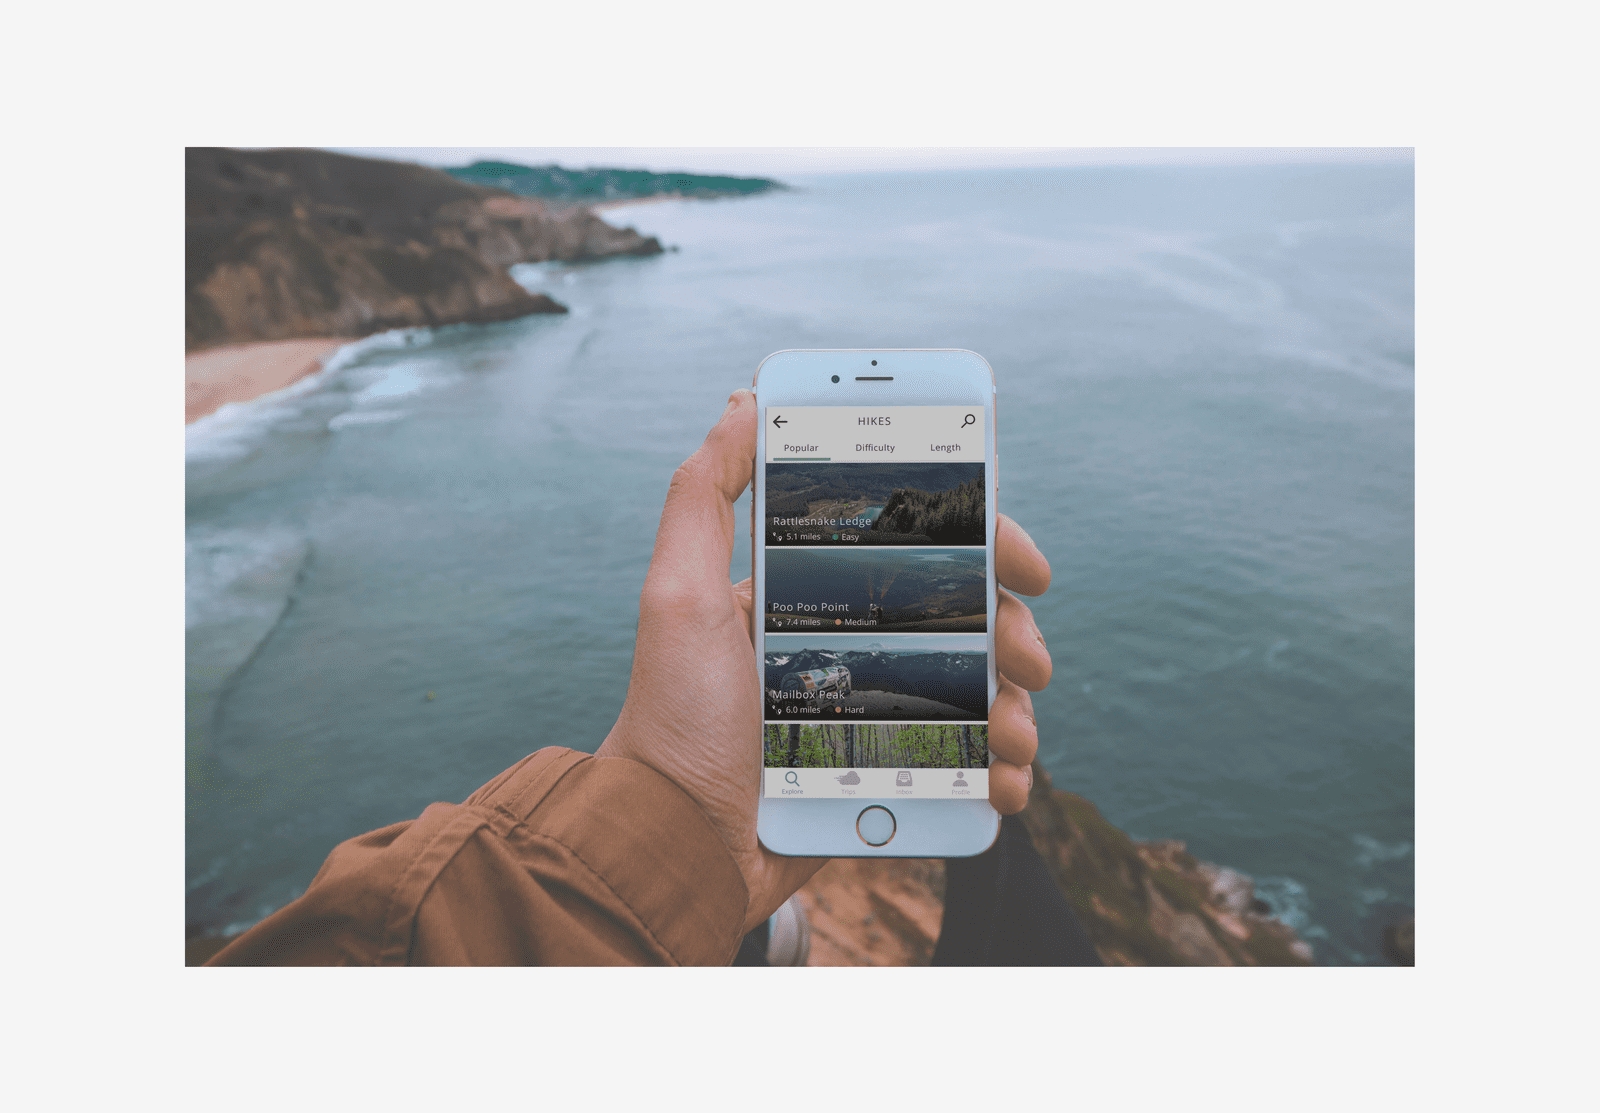 HIKES
Popular Difficulty Length
Rattlesnake Ledge
5.1 miles Easy
Poo Poo Point
7.4 miles Medium
Mailbox Peak
6.0 miles Hard
Explore Trips Inbox Profile